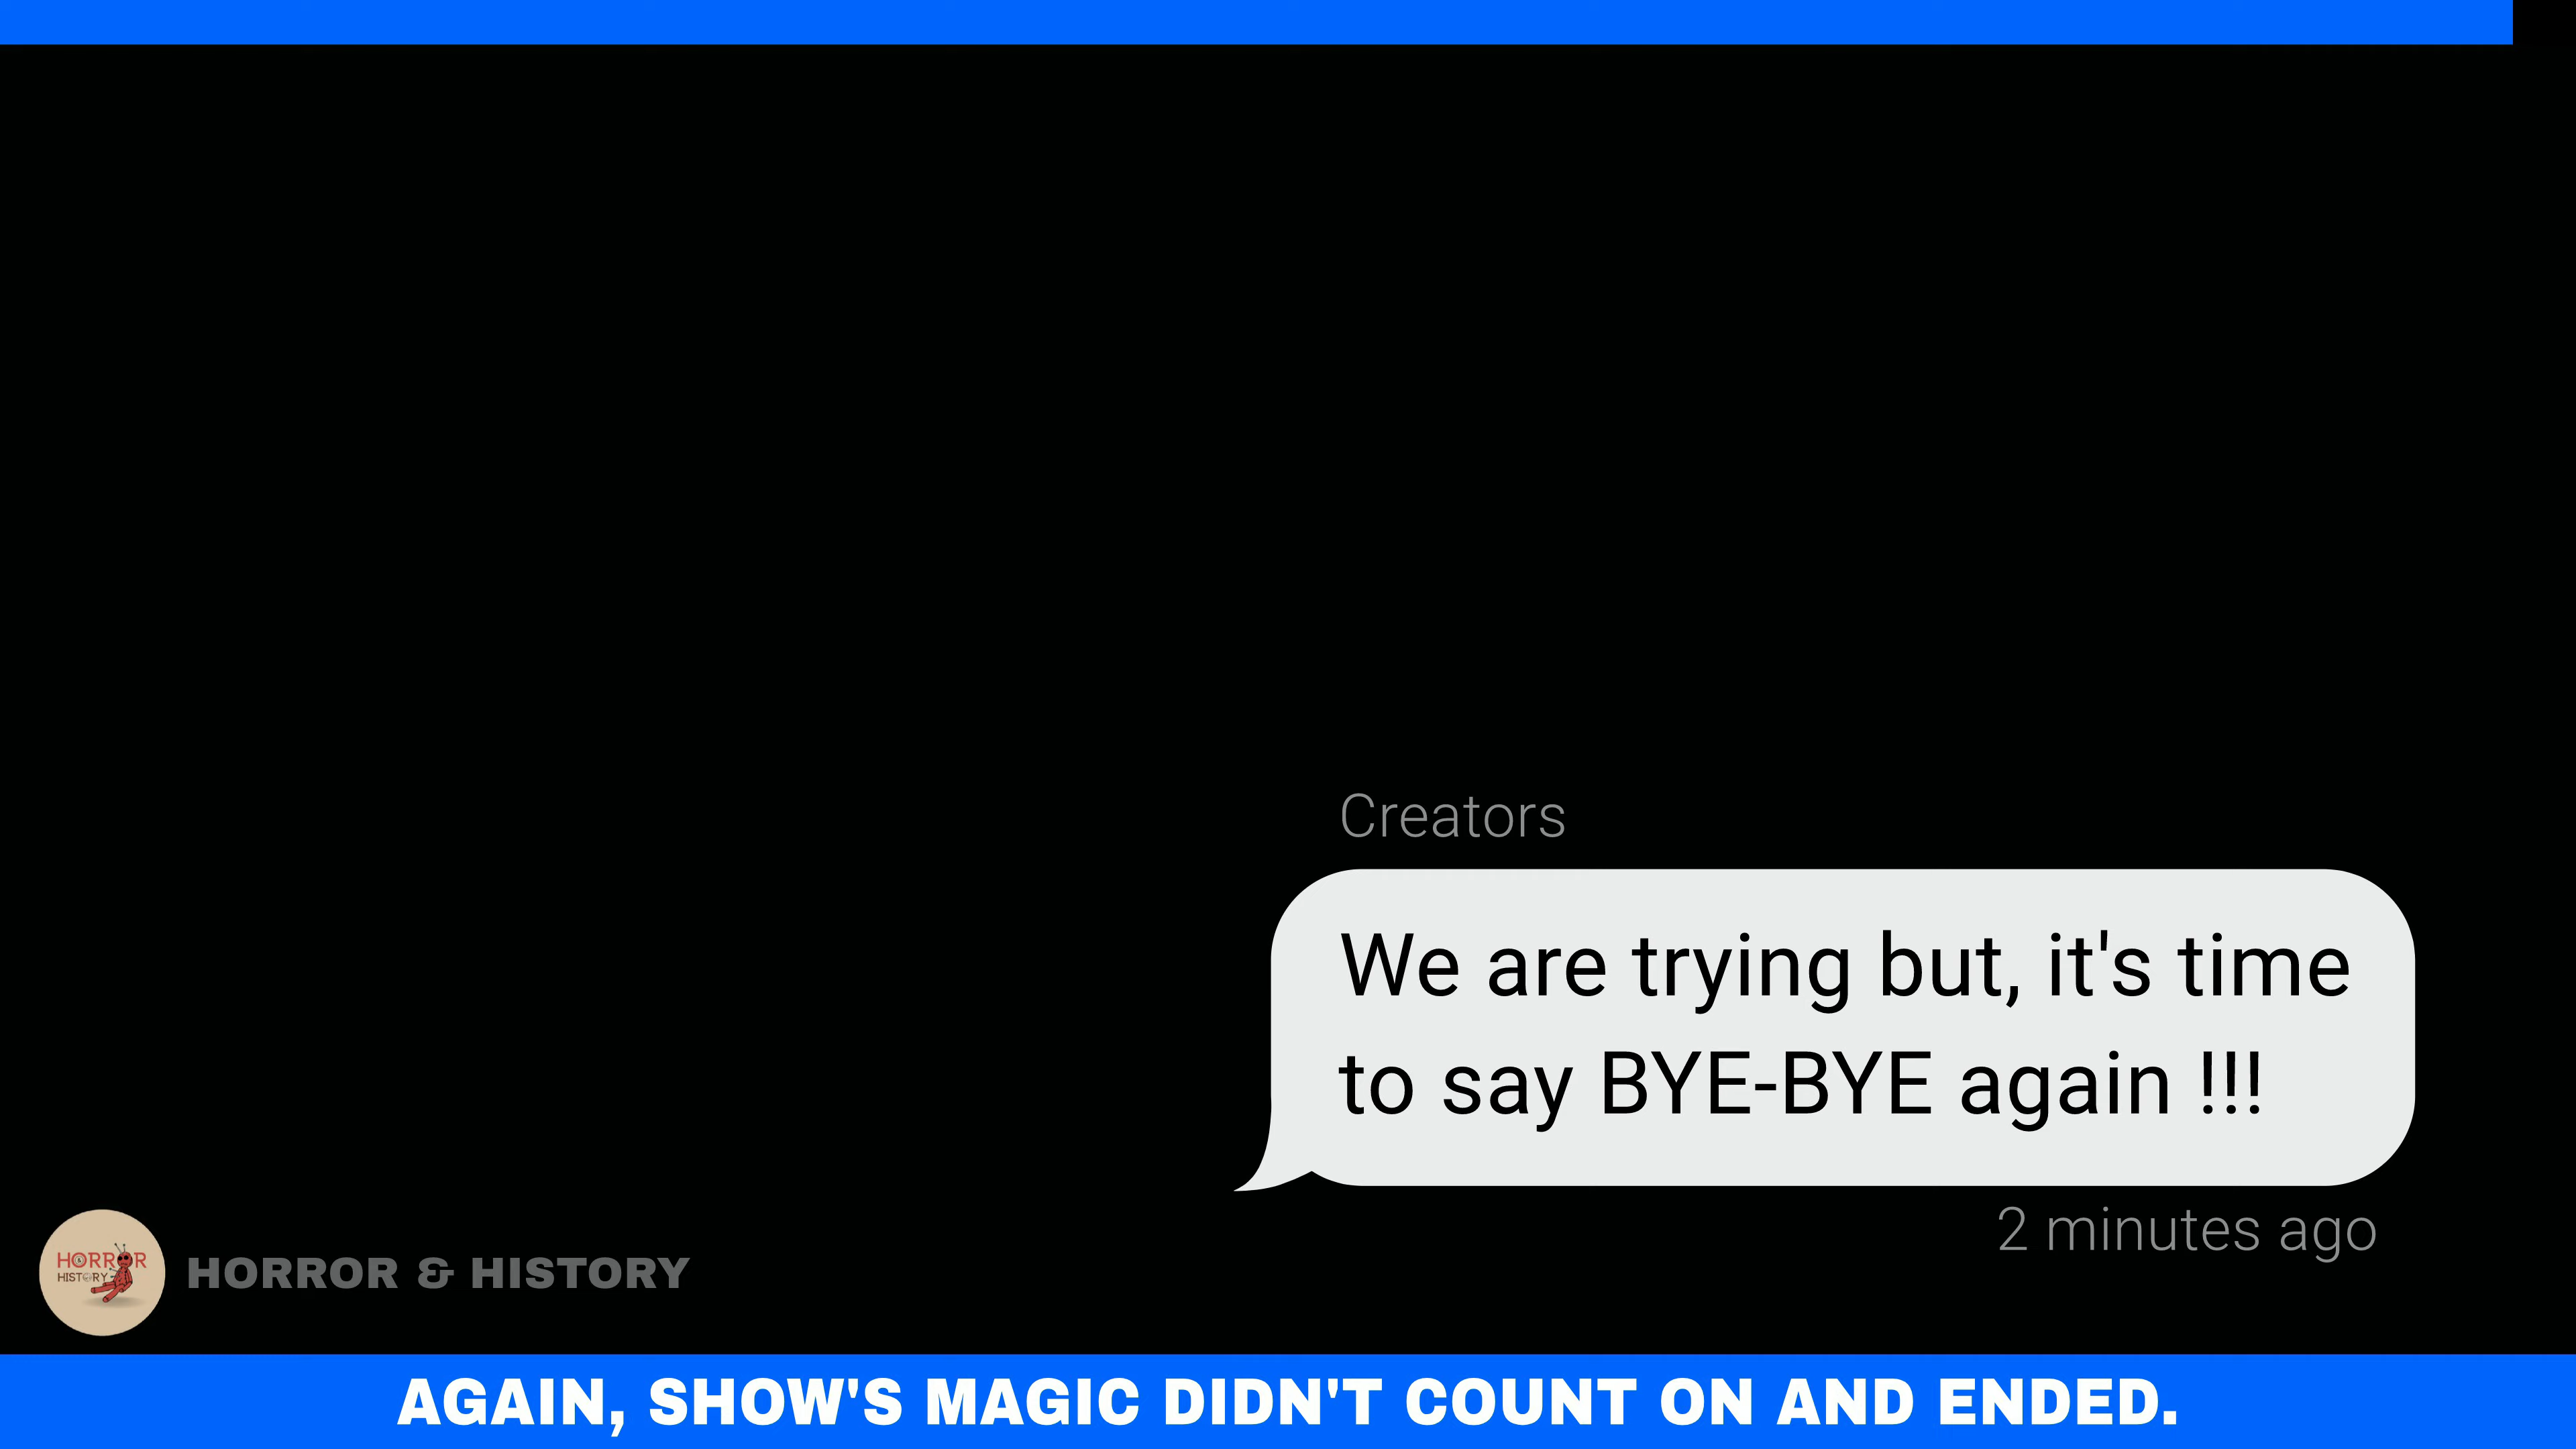 Creators
We are trying but, it's time
to say BYE-BYE again !!!
2 minutes ago
HORROR
HISTORY
HORROR & HISTORY
AGAIN, SHOW'S MAGIC DIDN'T COUNT ON AND ENDED.